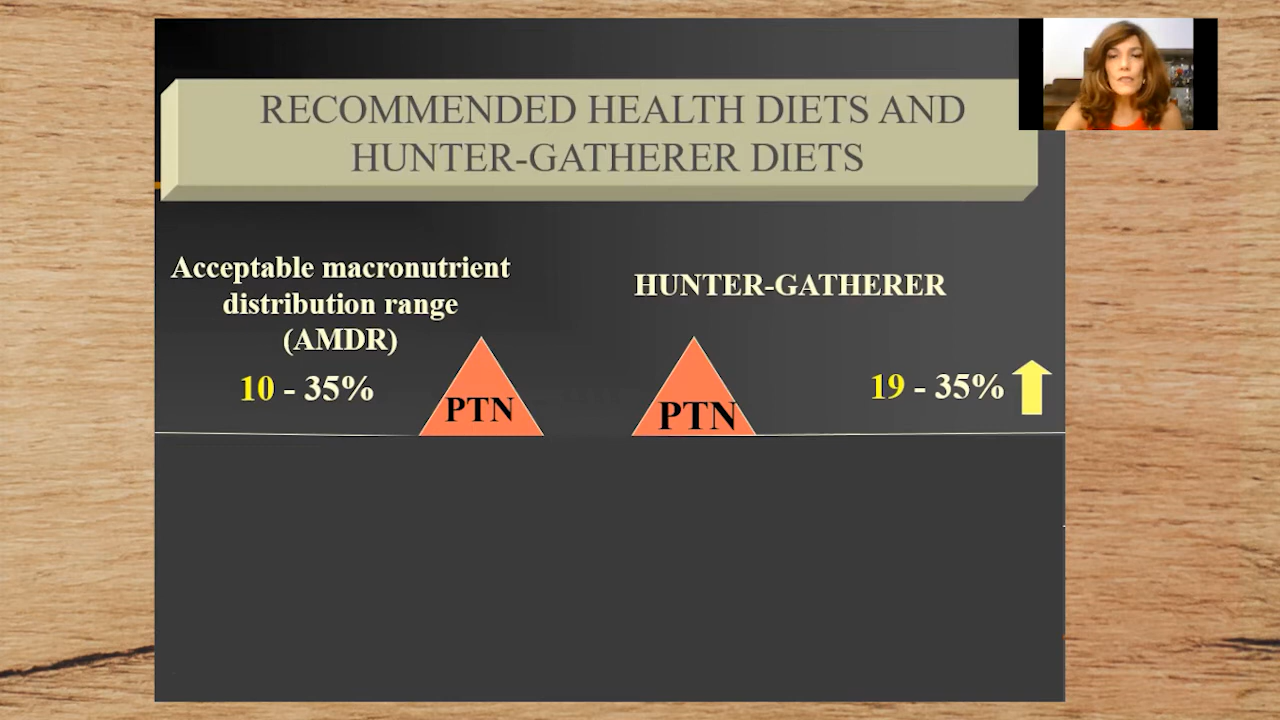 RECOMMENDED HEALTH DIETS AND
HUNTER-GATHERER DIETS
Acceptable macronutrient
distribution range
(AMDR)
10 - 35%
PTN
HUNTER-GATHERER
PTN
19 - 35%